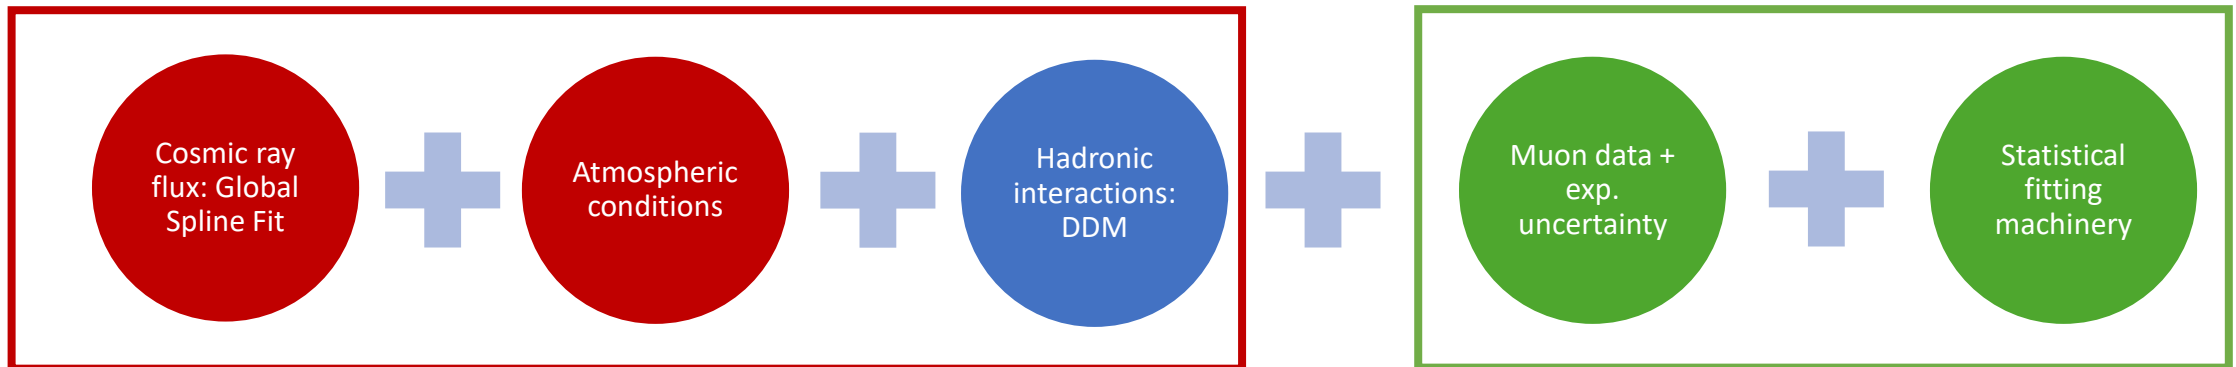 Cosmic ray
flux: Global
Spline Fit
Atmospheric
conditions
Hadronic
interactions:
DDM
Muon data +
exp.
uncertainty
Statistical
fitting
machinery